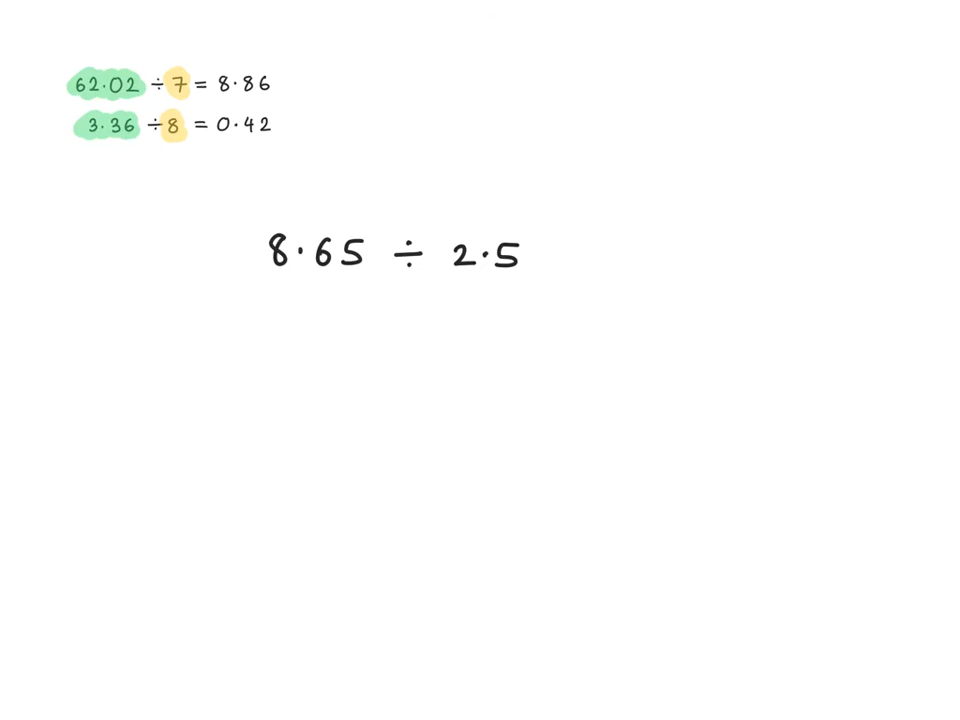 62·02 ÷ 7 = 8·86
3·36 ÷ 8 = 0·42
8·65 ÷ 2·5